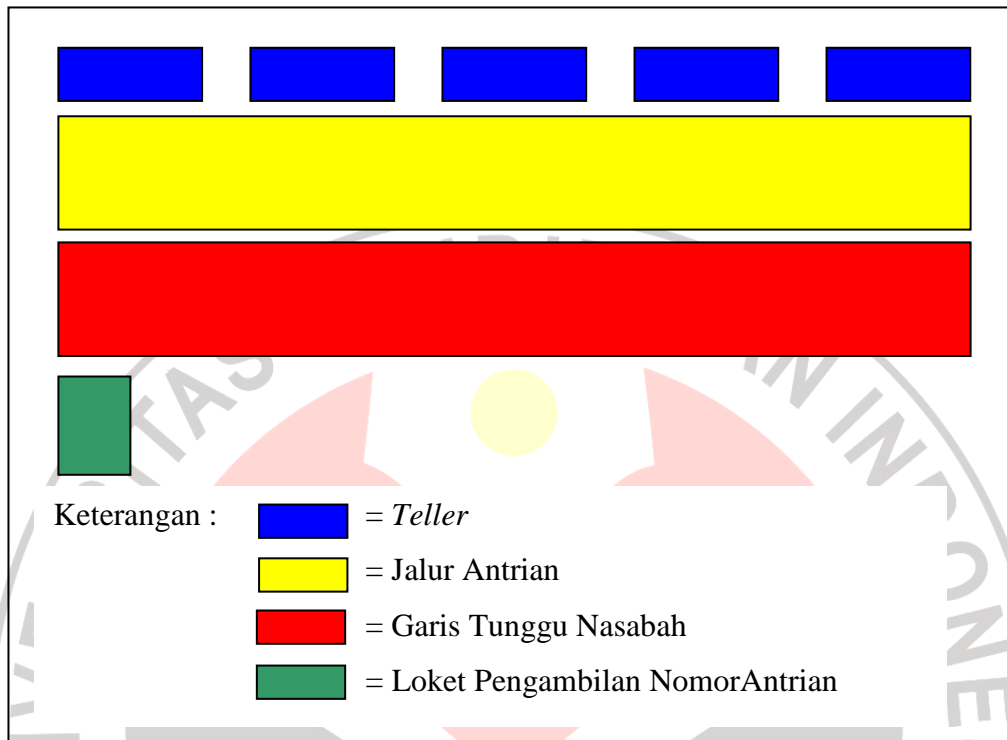 Keterangan :
= Teller
= Jalur Antrian
= Garis Tunggu Nasabah
= Loket Pengambilan NomorAntrian